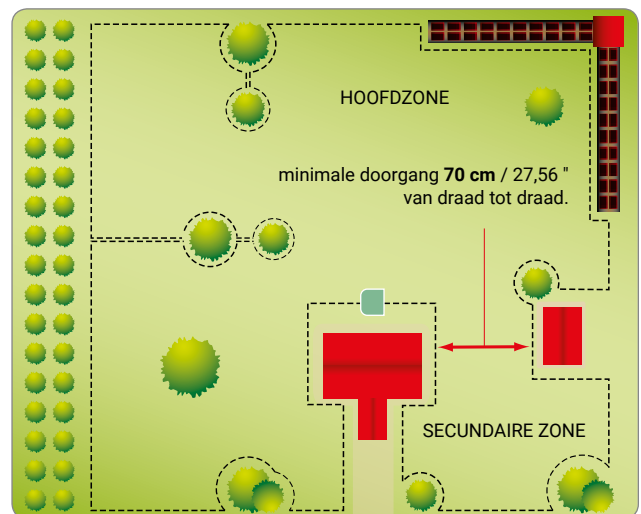 HOOFDZONE
minimale doorgang 70 cm / 27,56 "
van draad tot draad.
SECUNDAIRE ZONE